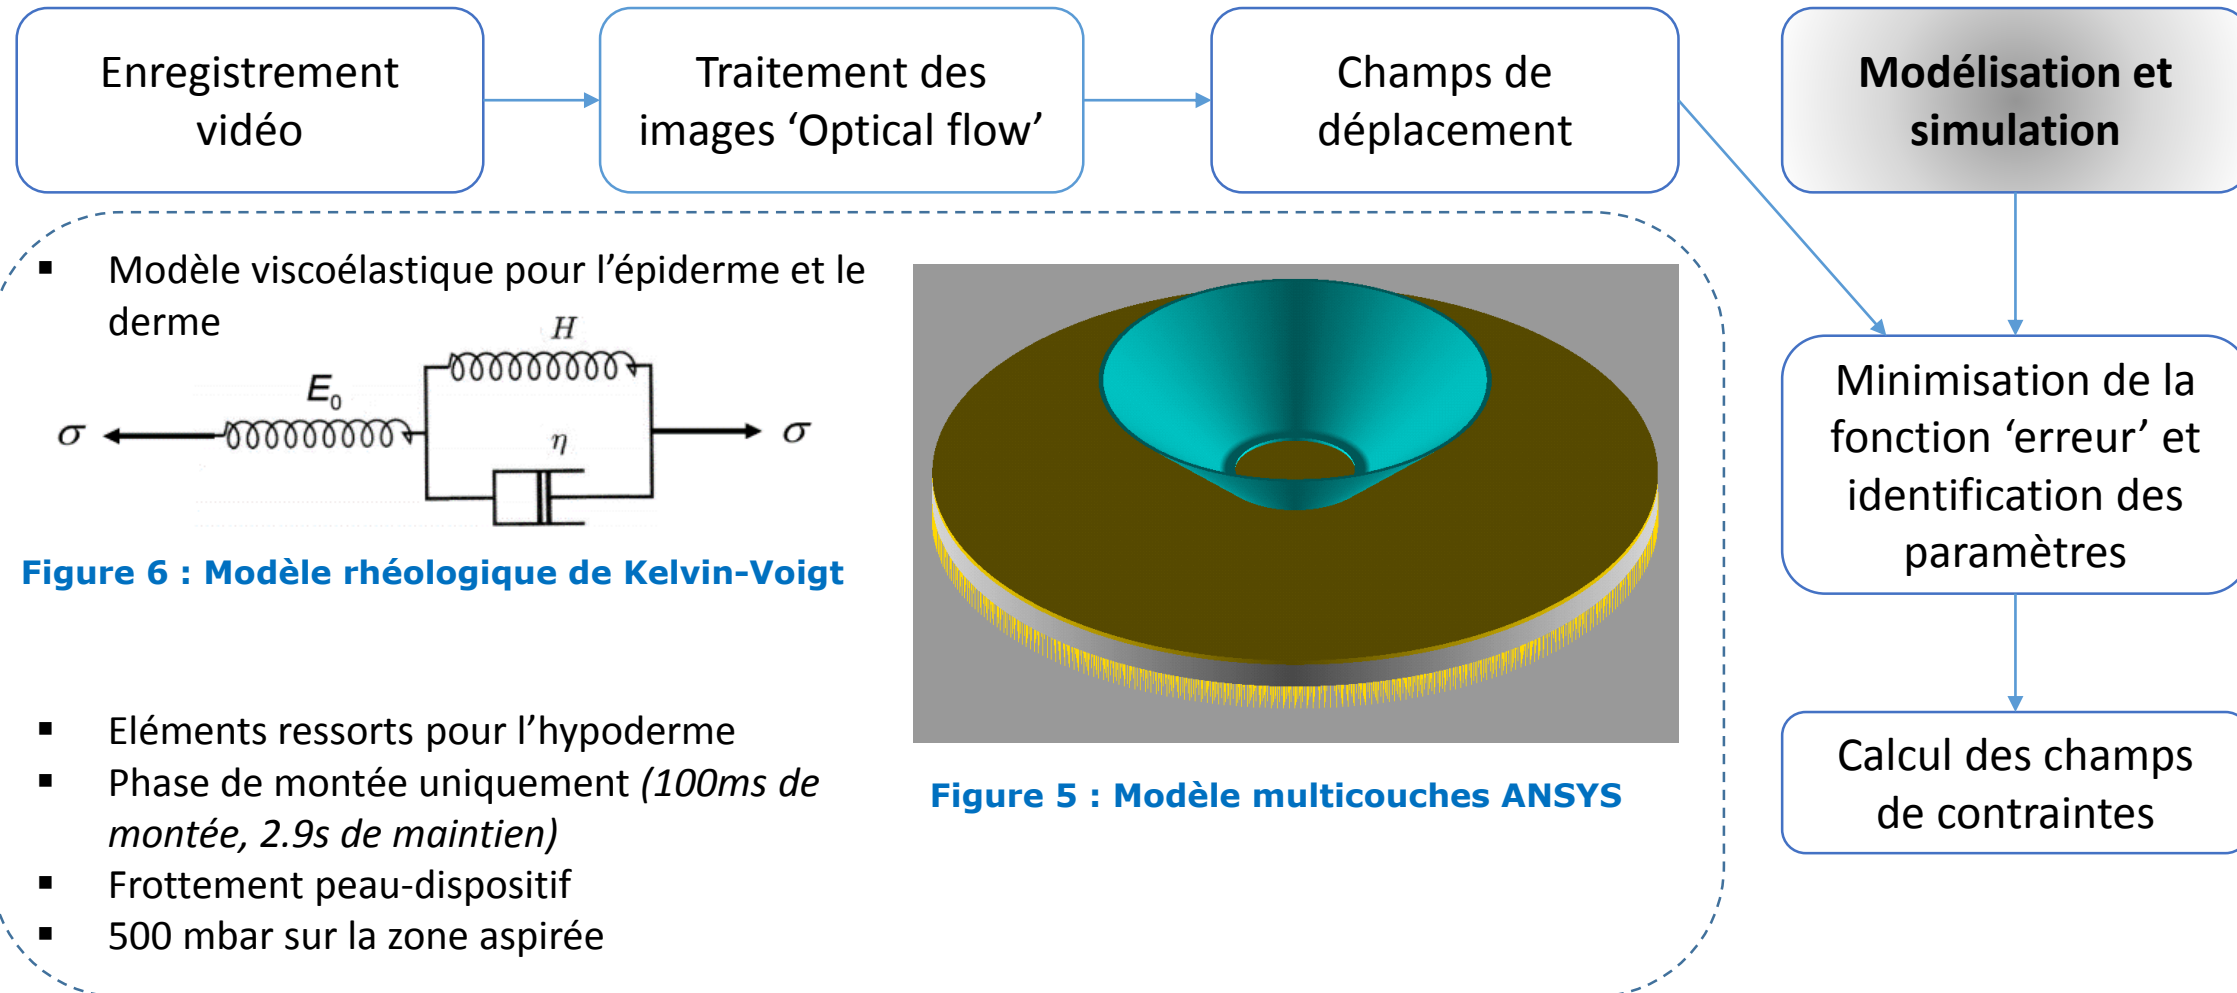 Enregistrement
vidéo
Traitement des
images ‘Optical flow’
Champs de
déplacement
Modélisation et
simulation
▪ Modèle viscoélastique pour l’épiderme et le
derme
H
E₀
σ
σ
η
Figure 6 : Modèle rhéologique de Kelvin-Voigt
▪ Eléments ressorts pour l’hypoderme
▪ Phase de montée uniquement (100ms de
montée, 2.9s de maintien)
▪ Frottement peau-dispositif
▪ 500 mbar sur la zone aspirée
Figure 5 : Modèle multicouches ANSYS
Minimisation de la
fonction ‘erreur’ et
identification des
paramètres
Calcul des champs
de contraintes